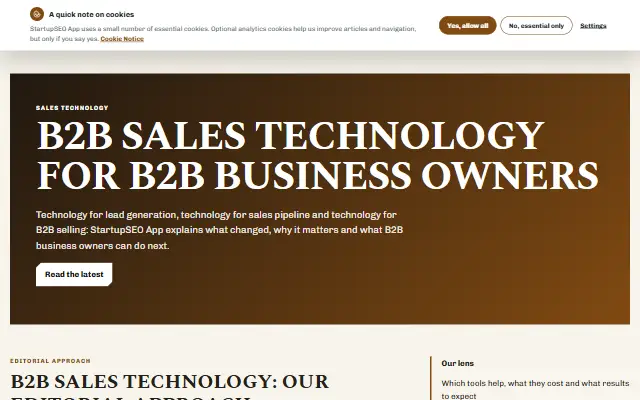 A quick note on cookies
StartupSEO App uses a small number of essential cookies. Optional analytics cookies help us improve articles and navigation,
but only if you say yes. Cookie Notice
Yes, allow all
No, essential only
Settings
SALES TECHNOLOGY
B2B SALES TECHNOLOGY
FOR B2B BUSINESS OWNERS
Technology for lead generation, technology for sales pipeline and technology for
B2B selling: StartupSEO App explains what changed, why it matters and what B2B
business owners can do next.
Read the latest
EDITORIAL APPROACH
B2B SALES TECHNOLOGY: OUR
EDITORIAL APPROACH
Our lens
Which tools help, what they cost and what results
to expect